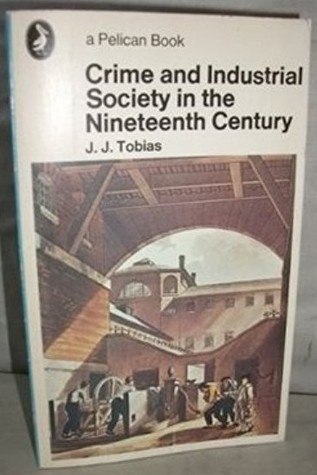 a Pelican Book
Crime and Industrial
Society in the
Nineteenth Century
J. J. Tobias